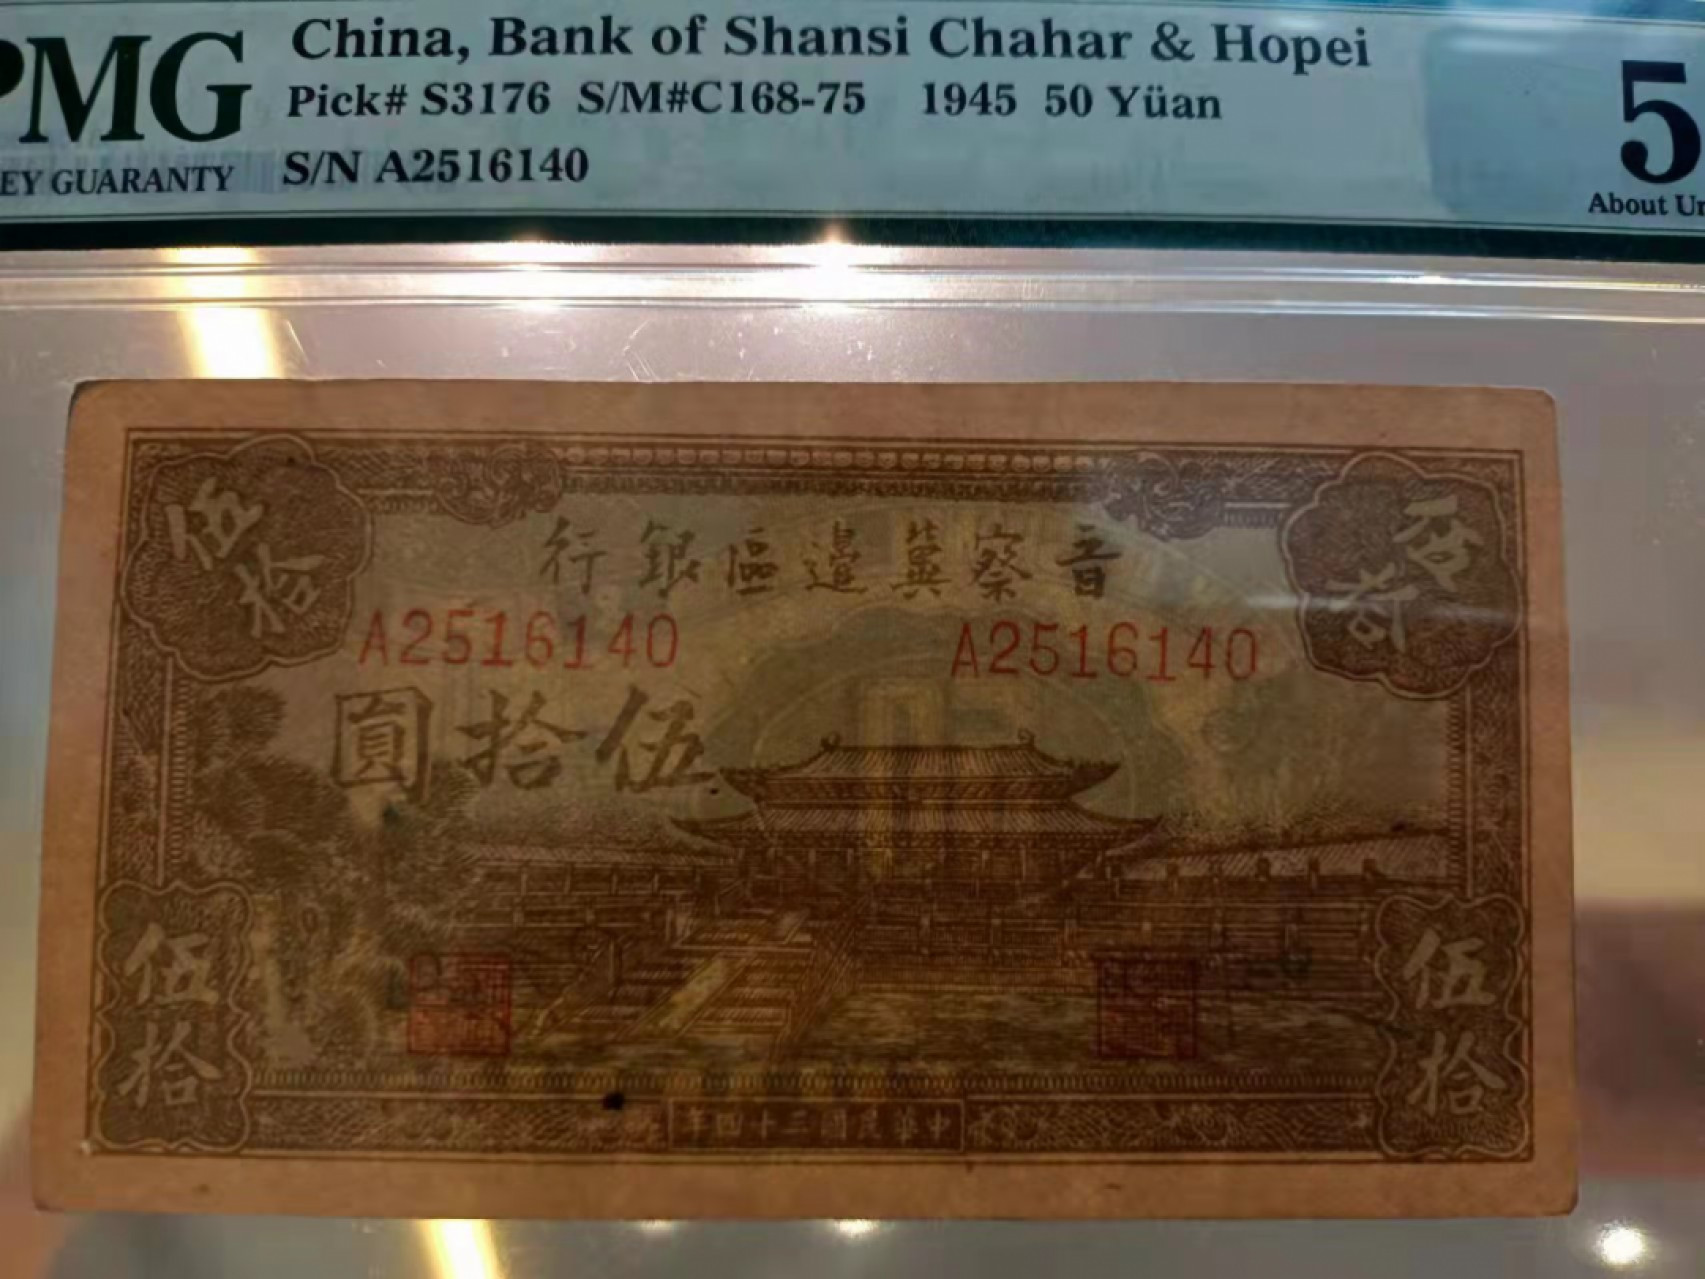 PMG
China, Bank of Shansi Chahar & Hopei
Pick# S3176 S/M#C168-75 1945 50 Yüan
EY GUARANTY
S/N A2516140
5
About Un
伍拾
行銀區邊冀察晉
伍拾
A2516140
A2516140
圓拾伍
伍拾
伍拾
年四十三國民華中